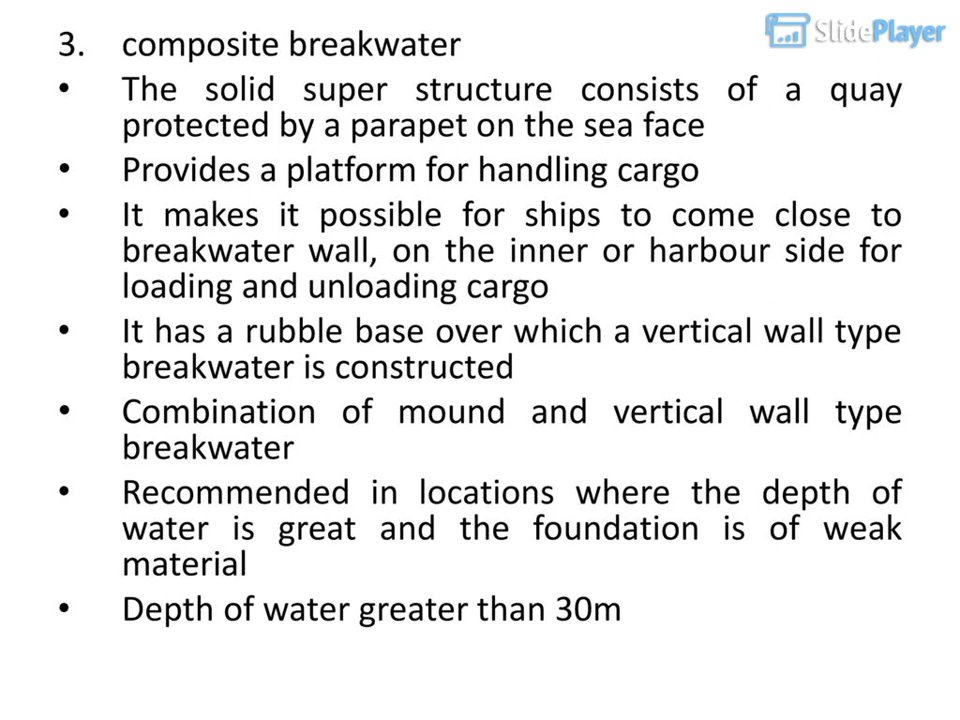 SlidePlayer
3. composite breakwater
• The solid super structure consists of a quay
protected by a parapet on the sea face
• Provides a platform for handling cargo
• It makes it possible for ships to come close to
breakwater wall, on the inner or harbour side for
loading and unloading cargo
• It has a rubble base over which a vertical wall type
breakwater is constructed
• Combination of mound and vertical wall type
breakwater
• Recommended in locations where the depth of
water is great and the foundation is of weak
material
• Depth of water greater than 30m